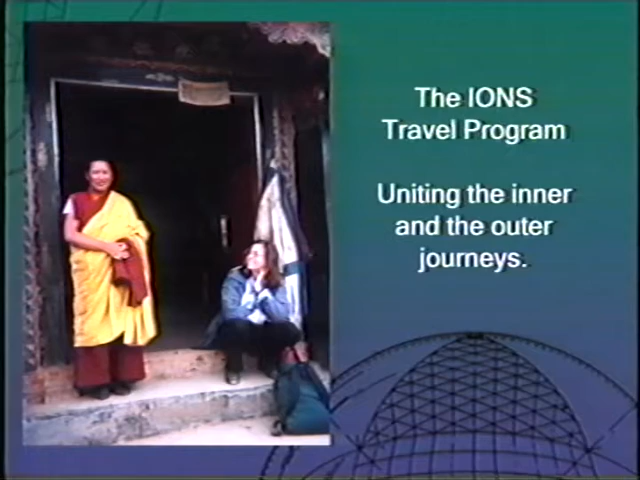 The IONS
Travel Program
Uniting the inner
and the outer
journeys.